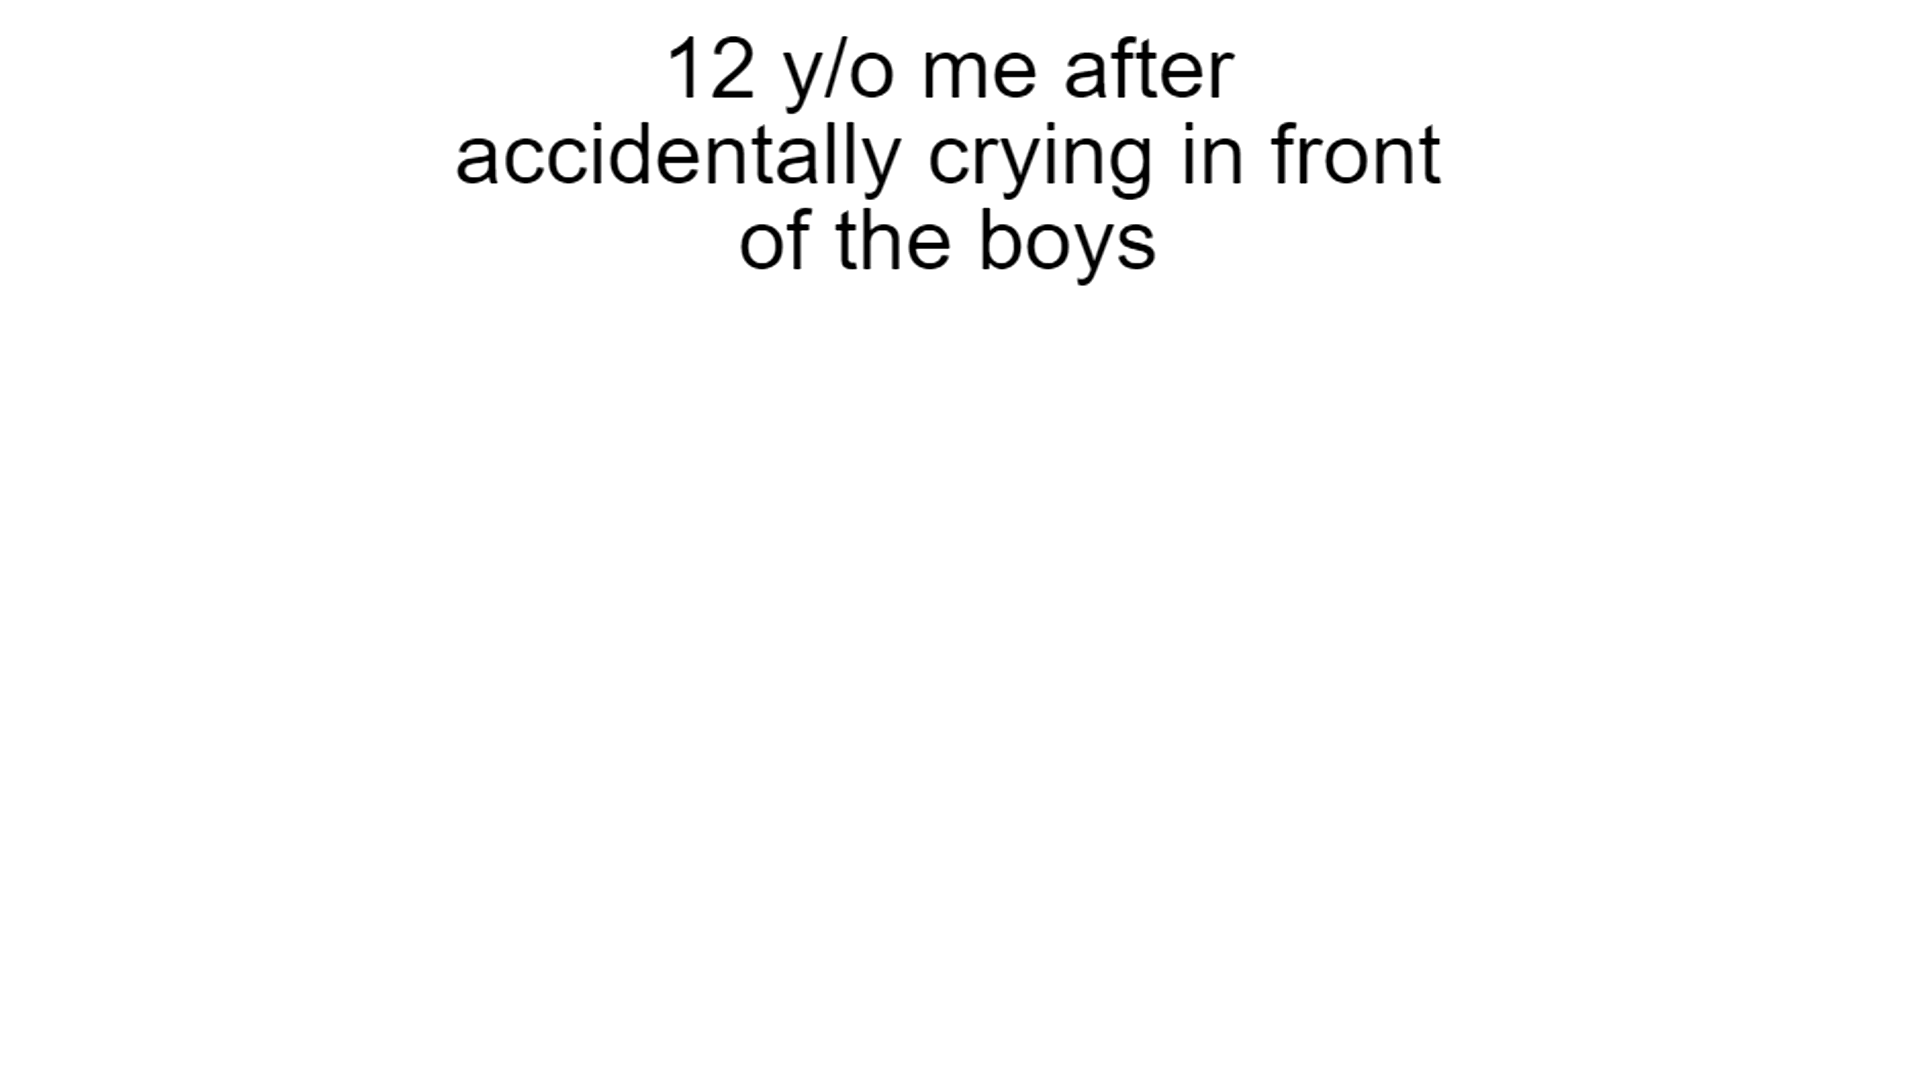 12 y/o me after
accidentally crying in front
of the boys